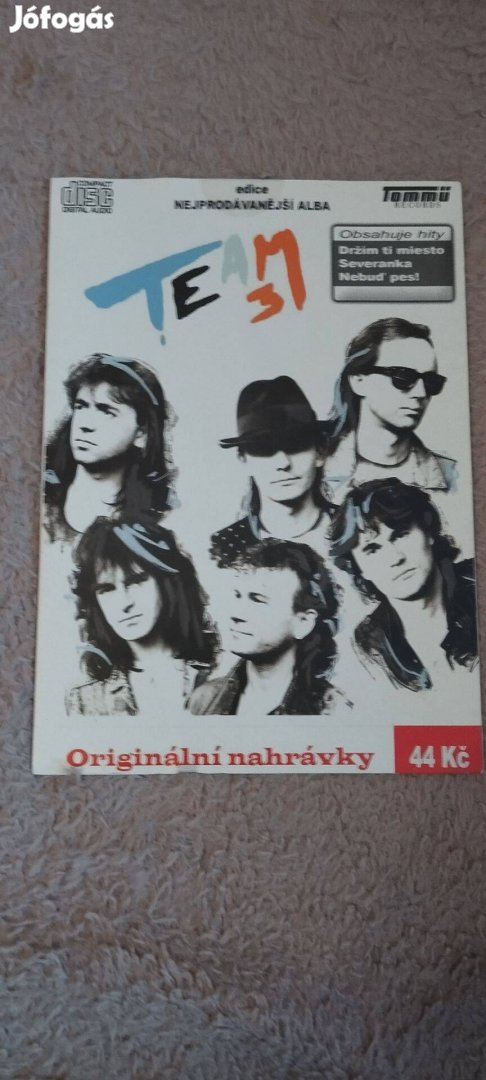 Jófogás
COMPACT
disc
DIGITAL AUDIO
edice
NEJPRODÁVANĚJŠÍ ALBA
Tommü
RECORDS
TEAM
3
Obsahuje hity
Držím ti miesto
Severanka
Nebuď pes!
Originální nahrávky
44 Kč